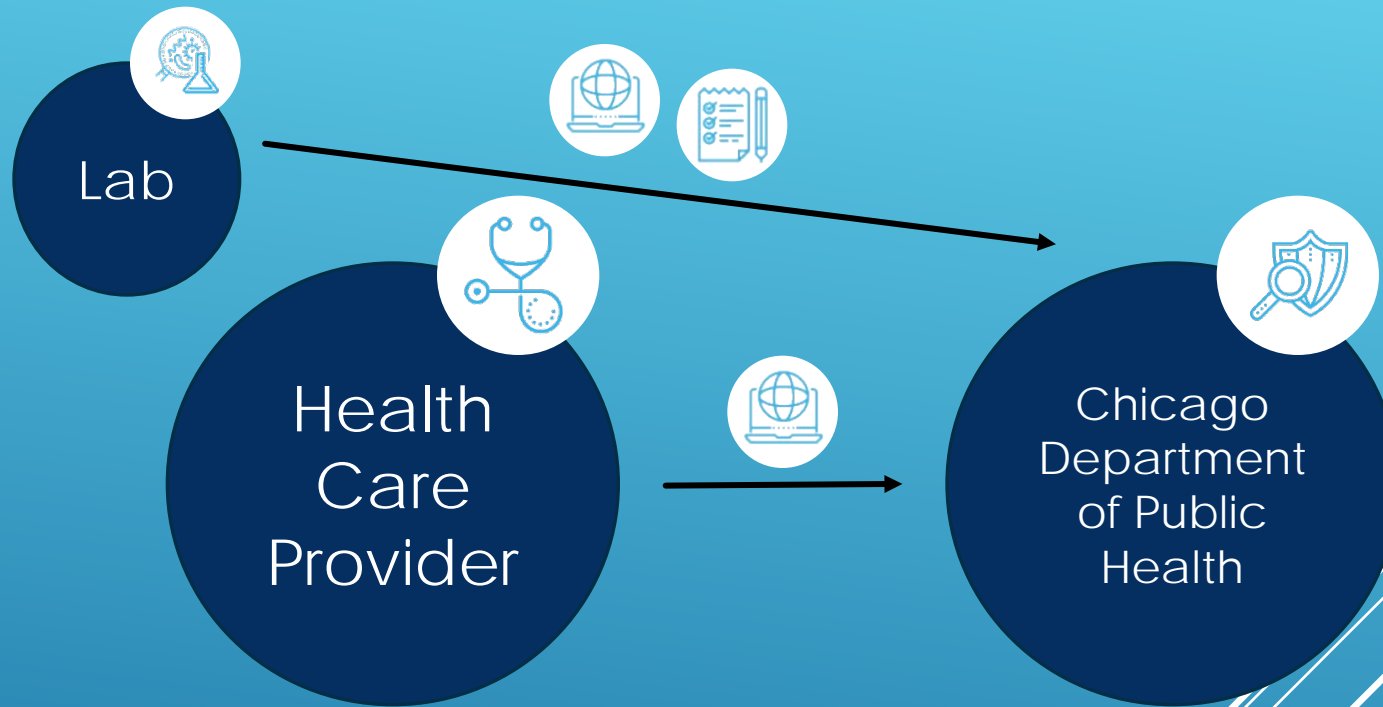 Lab
Health
Care
Provider
Chicago
Department
of Public
Health